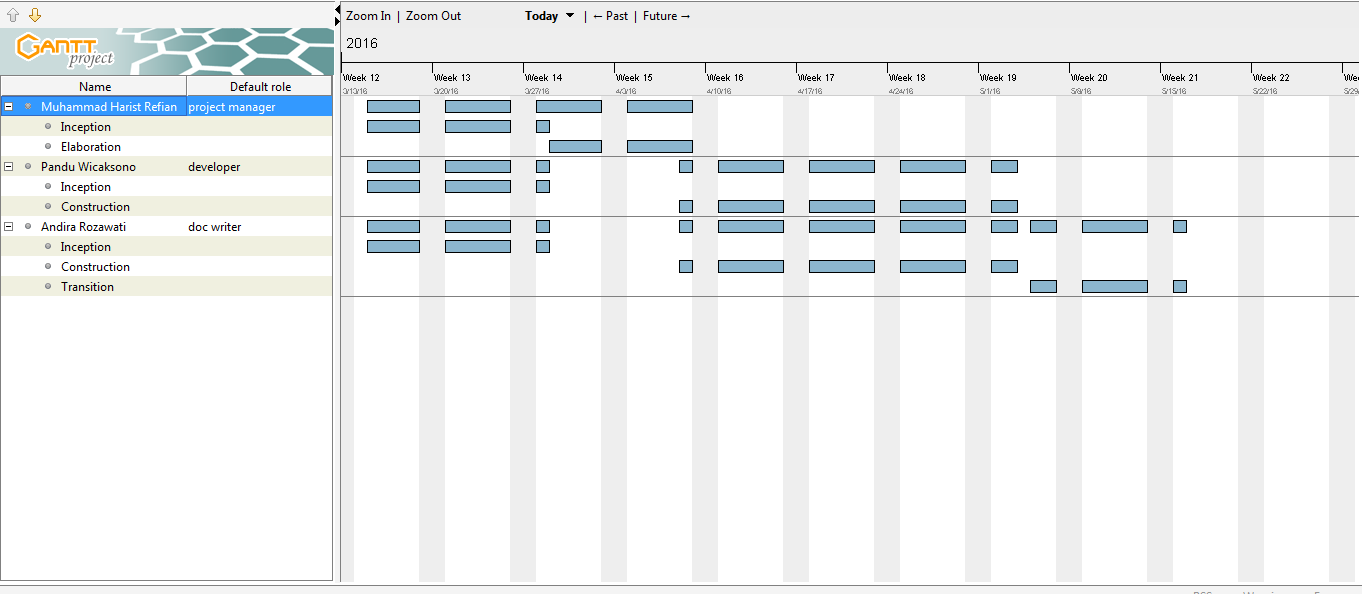 Zoom In | Zoom Out Today | ←Past | Future→
GANTT project
2016
Name Default role
Week 12 Week 13 Week 14 Week 15 Week 16 Week 17 Week 18 Week 19 Week 20 Week 21 Week 22 Wee
3/13/16 3/20/16 3/27/16 4/3/16 4/10/16 4/17/16 4/24/16 5/1/16 5/8/16 5/15/16 5/22/16 5/29/
Muhammad Harist Refian project manager
Inception
Elaboration
Pandu Wicaksono developer
Inception
Construction
Andira Rozawati doc writer
Inception
Construction
Transition